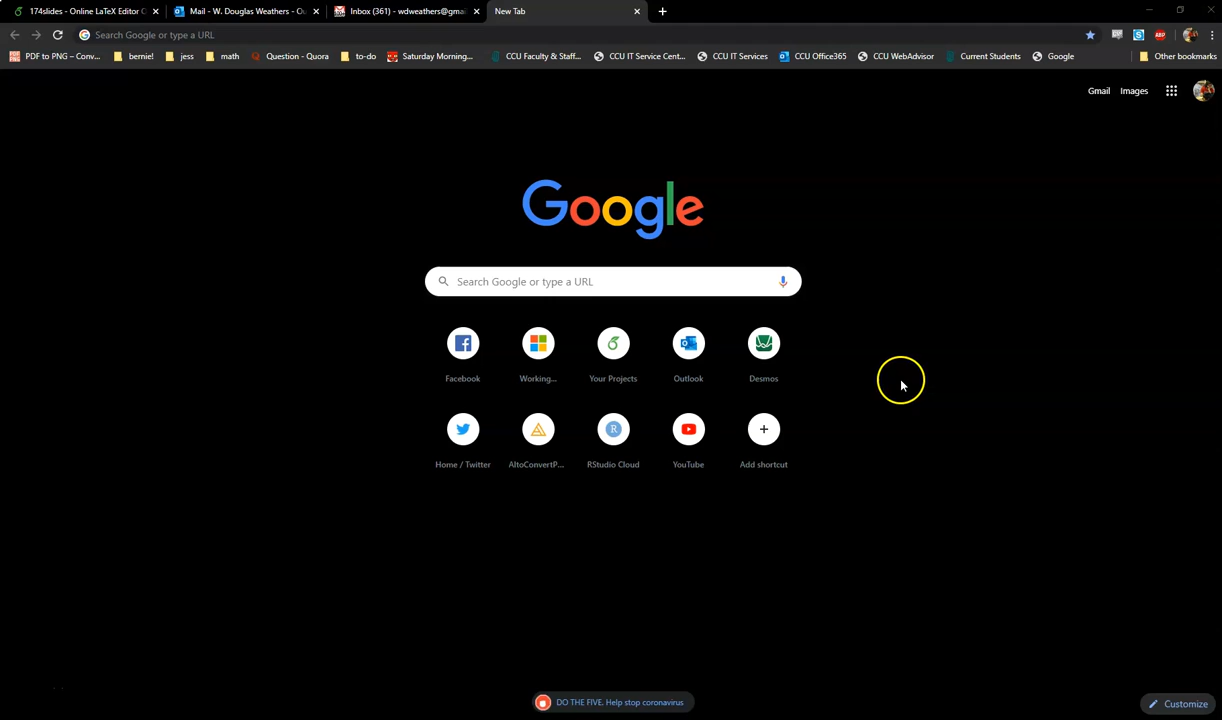 174slides - Online LaTeX Editor O
Mail - W. Douglas Weathers - Ou
Inbox (361) - wdweathers@gmai
New Tab
Search Google or type a URL
PDF to PNG – Conv...
bernie!
jess
math
Question - Quora
to-do
Saturday Morning...
CCU Faculty & Staff...
CCU IT Service Cent...
CCU IT Services
CCU Office365
CCU WebAdvisor
Current Students
Google
Other bookmarks
Gmail
Images
Google
Search Google or type a URL
Facebook
Working...
Your Projects
Outlook
Desmos
Home / Twitter
AltoConvertP...
RStudio Cloud
YouTube
Add shortcut
DO THE FIVE. Help stop coronavirus
Customize